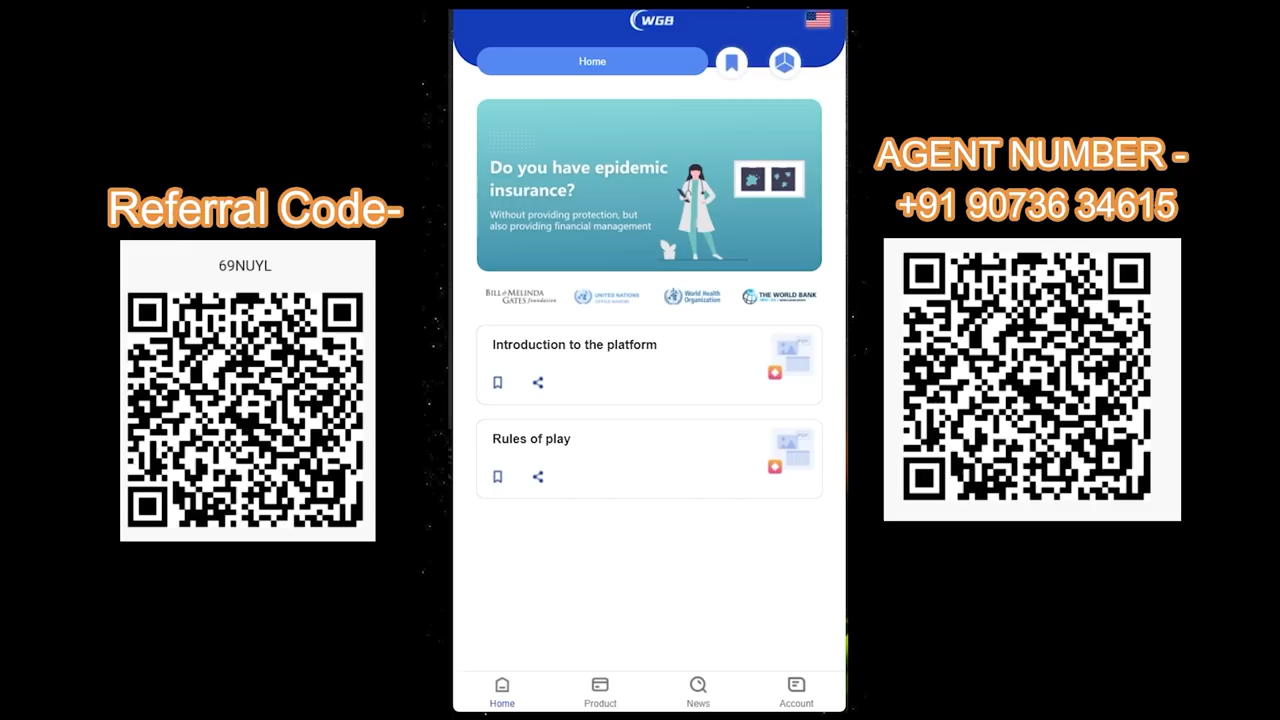 WGB
Home
Referral Code-
69NUYL
Do you have epidemic
insurance?
Without providing protection, but
also providing financial management
BILL & MELINDA
GATES foundation
UNITED NATIONS
World Health
Organization
THE WORLD BANK
Introduction to the platform
PDF
Rules of play
PDF
Home
Product
News
Account
AGENT NUMBER -
+91 90736 34615